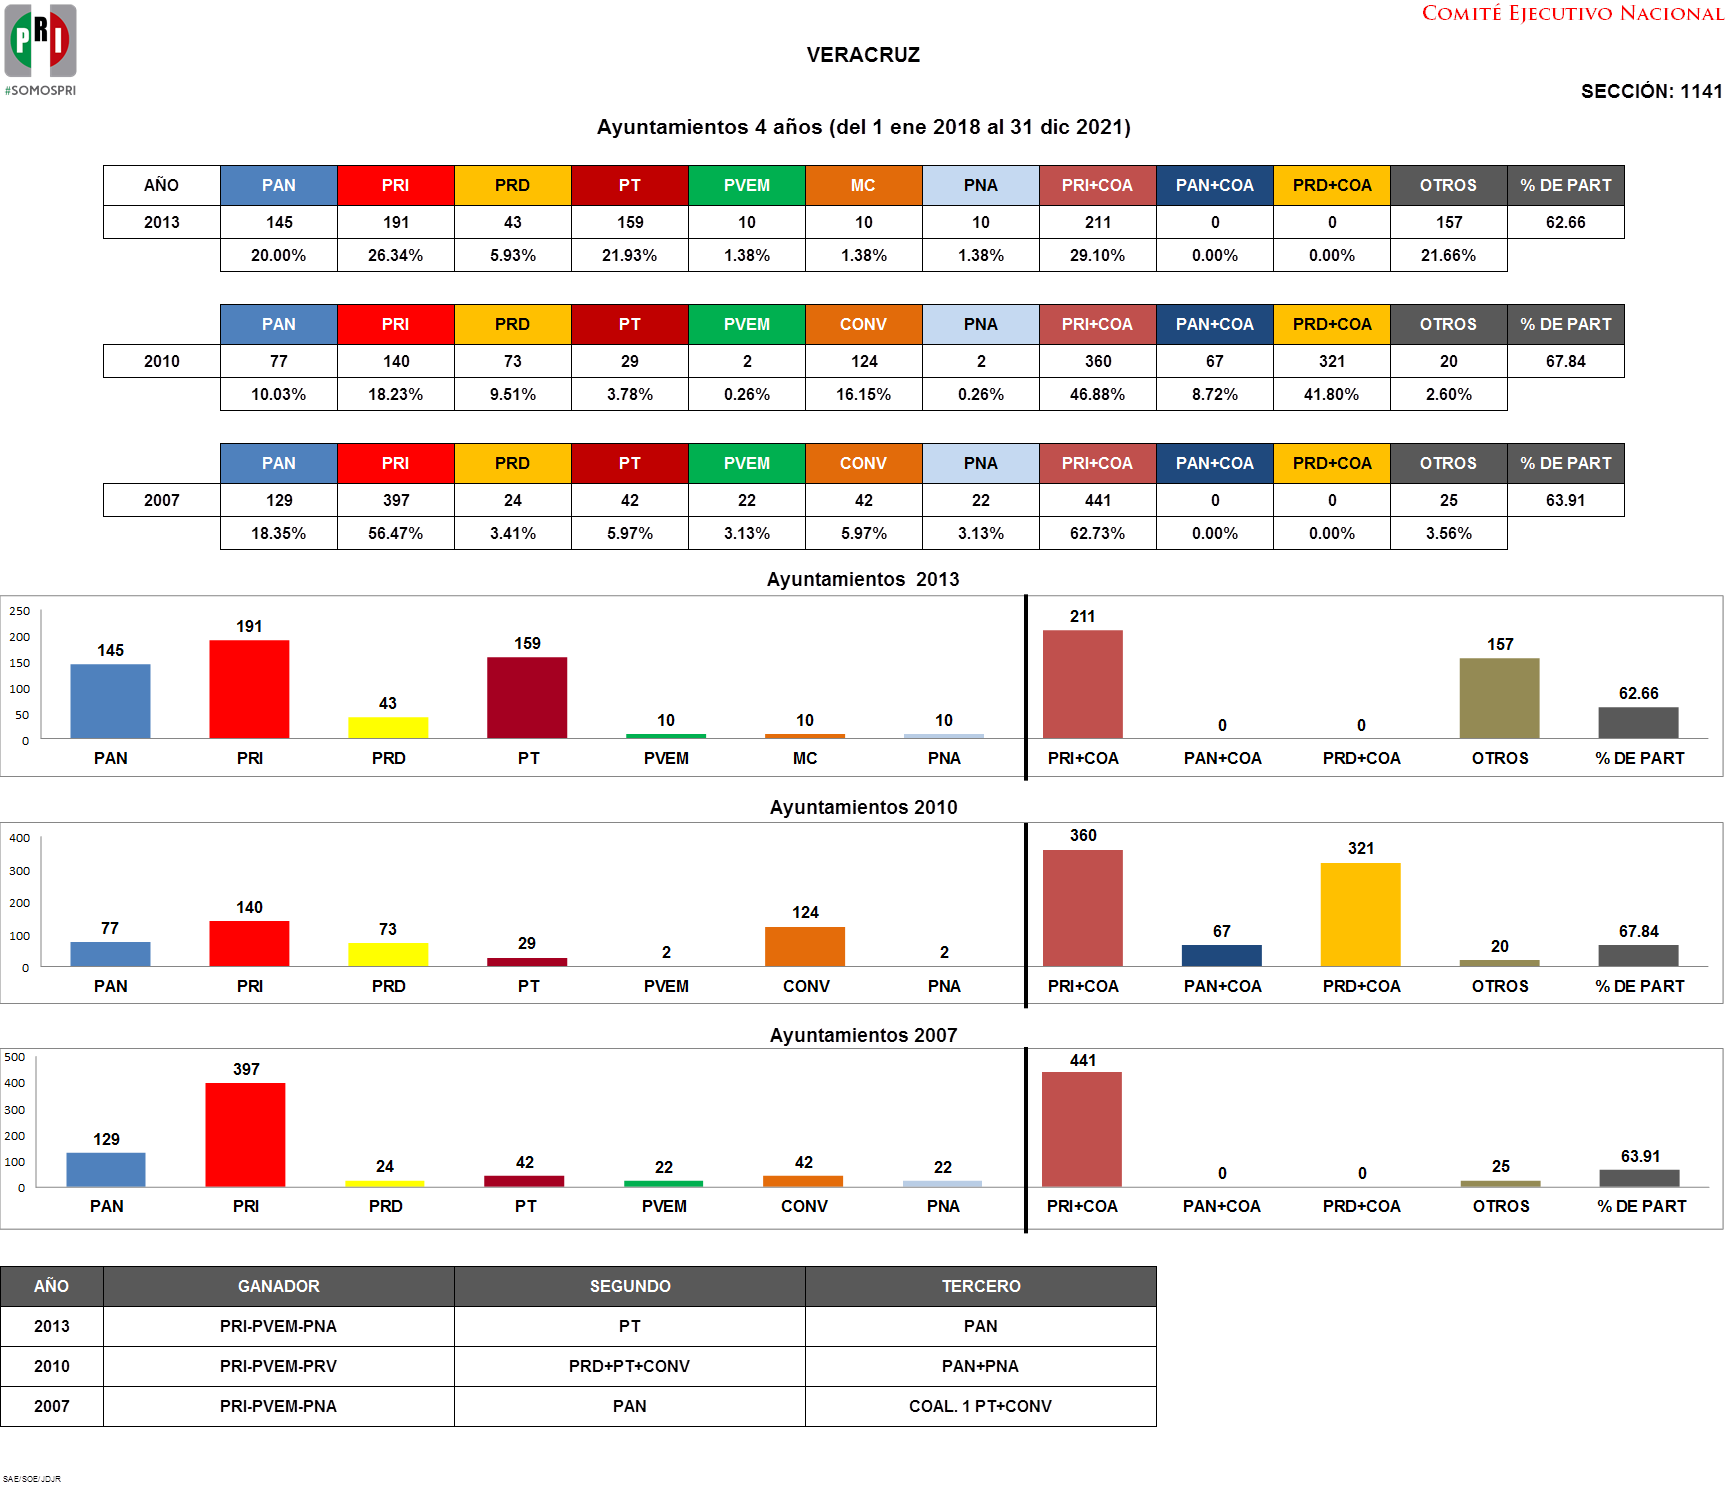 PRI
#SOMOSPRI
COMITÉ EJECUTIVO NACIONAL
VERACRUZ
SECCIÓN: 1141
Ayuntamientos 4 años (del 1 ene 2018 al 31 dic 2021)
AÑO PAN PRI PRD PT PVEM MC PNA PRI+COA PAN+COA PRD+COA OTROS % DE PART
2013 145 191 43 159 10 10 10 211 0 0 157 62.66
20.00% 26.34% 5.93% 21.93% 1.38% 1.38% 1.38% 29.10% 0.00% 0.00% 21.66%
PAN PRI PRD PT PVEM CONV PNA PRI+COA PAN+COA PRD+COA OTROS % DE PART
2010 77 140 73 29 2 124 2 360 67 321 20 67.84
10.03% 18.23% 9.51% 3.78% 0.26% 16.15% 0.26% 46.88% 8.72% 41.80% 2.60%
PAN PRI PRD PT PVEM CONV PNA PRI+COA PAN+COA PRD+COA OTROS % DE PART
2007 129 397 24 42 22 42 22 441 0 0 25 63.91
18.35% 56.47% 3.41% 5.97% 3.13% 5.97% 3.13% 62.73% 0.00% 0.00% 3.56%
Ayuntamientos 2013
250
200
150
100
50
0
145 191 43 159 10 10 10 211 0 0 157 62.66
PAN PRI PRD PT PVEM MC PNA PRI+COA PAN+COA PRD+COA OTROS % DE PART
Ayuntamientos 2010
400
300
200
100
0
77 140 73 29 2 124 2 360 67 321 20 67.84
PAN PRI PRD PT PVEM CONV PNA PRI+COA PAN+COA PRD+COA OTROS % DE PART
Ayuntamientos 2007
500
400
300
200
100
0
129 397 24 42 22 42 22 441 0 0 25 63.91
PAN PRI PRD PT PVEM CONV PNA PRI+COA PAN+COA PRD+COA OTROS % DE PART
AÑO GANADOR SEGUNDO TERCERO
2013 PRI-PVEM-PNA PT PAN
2010 PRI-PVEM-PRV PRD+PT+CONV PAN+PNA
2007 PRI-PVEM-PNA PAN COAL. 1 PT+CONV
SAE/SOE/JDJR